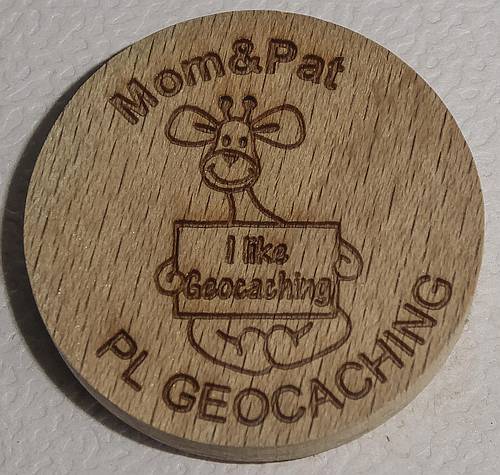 Mom&Pat
I like
Geocaching
PL GEOCACHING